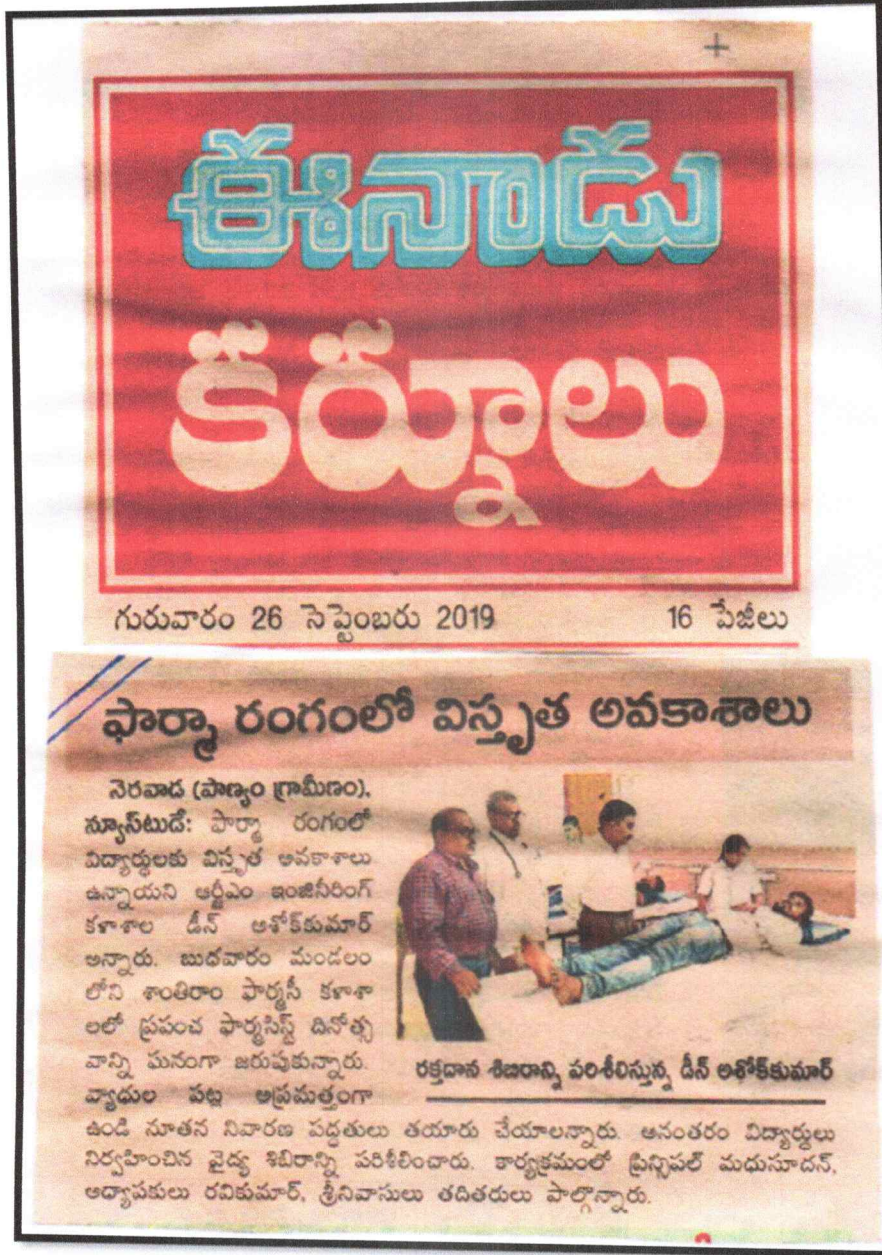 ఈనాడు
కర్నూలు
గురువారం 26 సెప్టెంబరు 2019 16 పేజీలు
ఫార్మా రంగంలో విస్తృత అవకాశాలు
నెరవాడ (పాణ్యం గ్రామీణం),
న్యూస్‌టుడే: ఫార్మా రంగంలో
విద్యార్థులకు విస్తృత అవకాశాలు
ఉన్నాయని ఆర్జీఎం ఇంజినీరింగ్
కళాశాల డీన్ అశోక్‌కుమార్
అన్నారు. బుధవారం మండలం
లోని శాంతిరాం ఫార్మసీ కళాశా
లలో ప్రపంచ ఫార్మసిస్ట్ దినోత్స
వాన్ని ఘనంగా జరుపుకున్నారు.
వ్యాధుల పట్ల అప్రమత్తంగా
ఉండి నూతన నివారణ పద్ధతులు తయారు చేయాలన్నారు. అనంతరం విద్యార్థులు
నిర్వహించిన వైద్య శిబిరాన్ని పరిశీలించారు. కార్యక్రమంలో ప్రిన్సిపల్ మధుసూదన్,
అధ్యాపకులు రవికుమార్, శ్రీనివాసులు తదితరులు పాల్గొన్నారు.
రక్తదాన శిబిరాన్ని పరిశీలిస్తున్న డీన్ అశోక్‌కుమార్